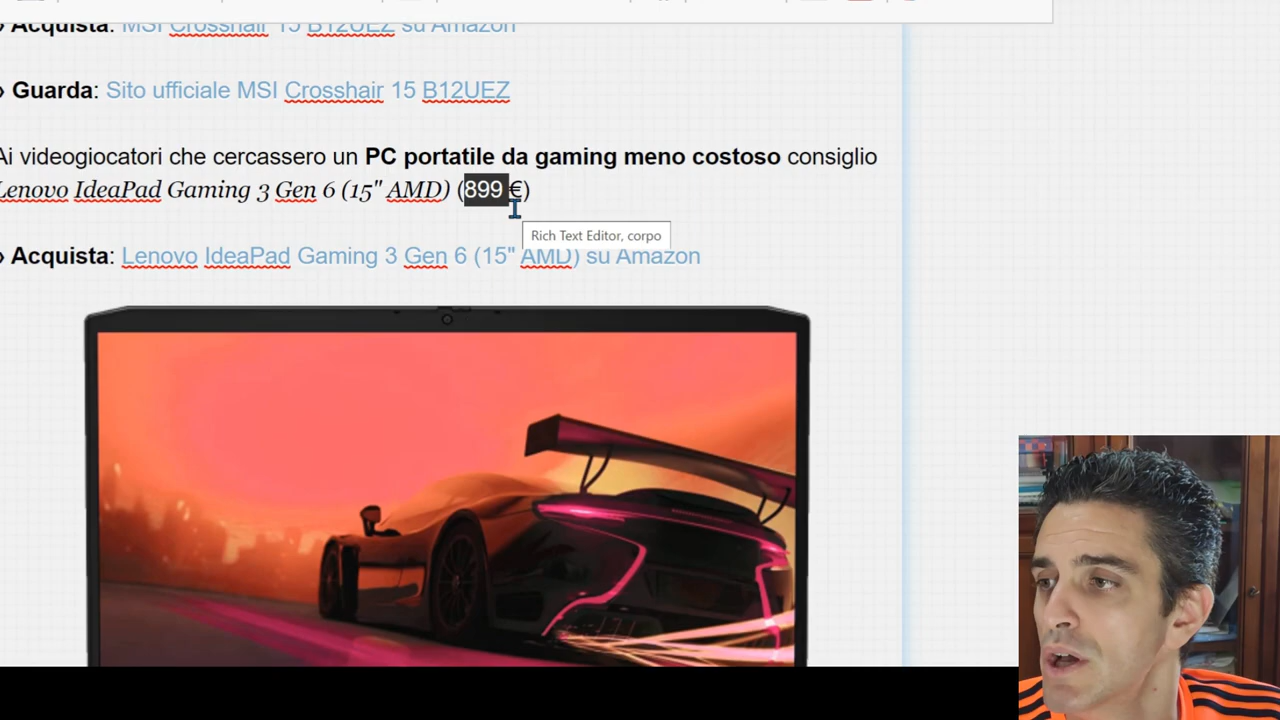 Acquista: MSI Crosshair 15 B12UEZ su Amazon
› Guarda: Sito ufficiale MSI Crosshair 15 B12UEZ
Ai videogiocatori che cercassero un PC portatile da gaming meno costoso consiglio
Lenovo IdeaPad Gaming 3 Gen 6 (15" AMD) (899 €)
Rich Text Editor, corpo
› Acquista: Lenovo IdeaPad Gaming 3 Gen 6 (15" AMD) su Amazon